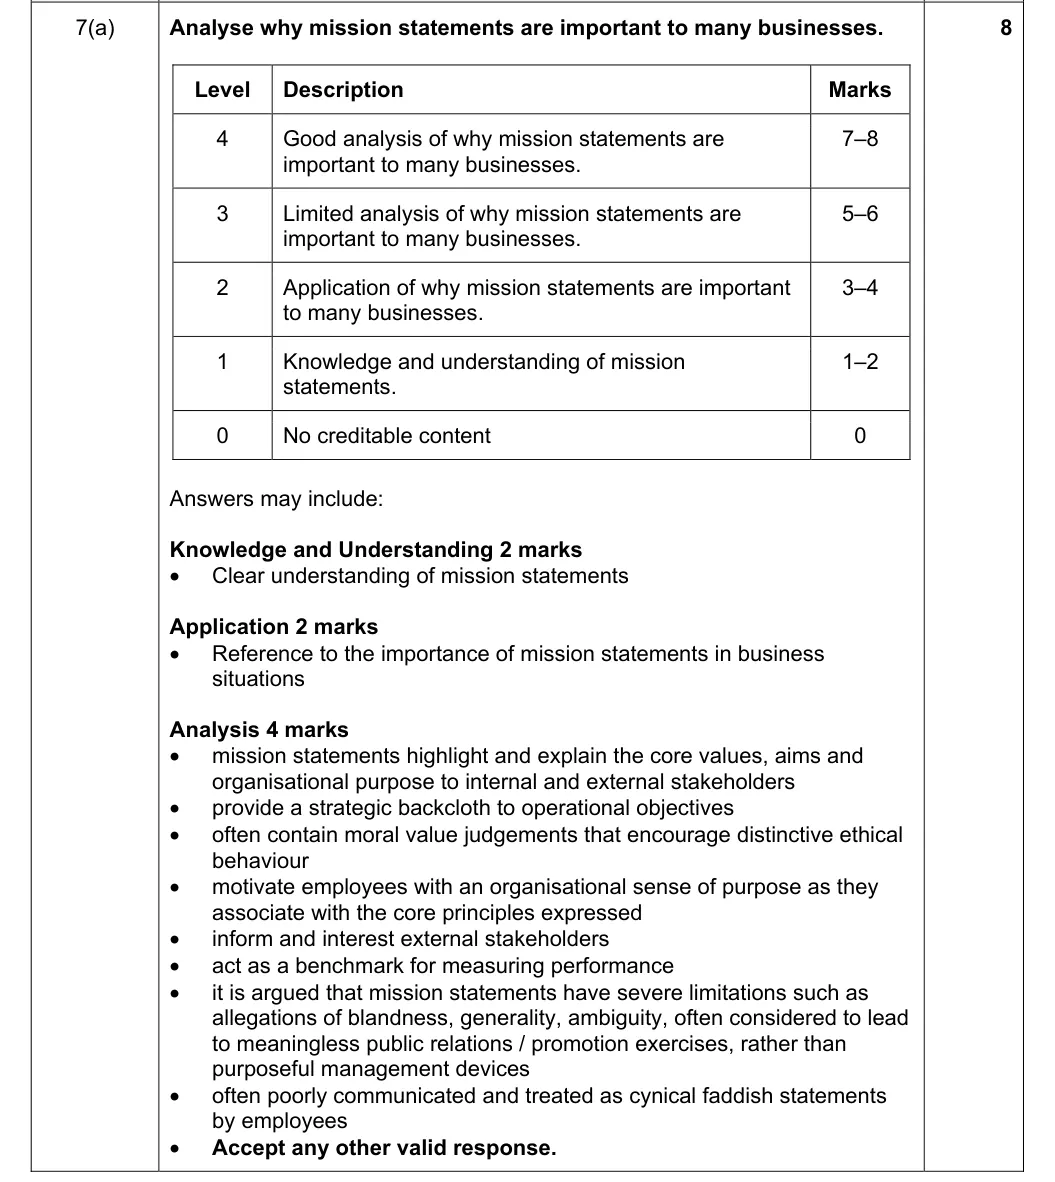 7(a) Analyse why mission statements are important to many businesses. 8
Level Description Marks
4 Good analysis of why mission statements are 7–8
important to many businesses.
3 Limited analysis of why mission statements are 5–6
important to many businesses.
2 Application of why mission statements are important 3–4
to many businesses.
1 Knowledge and understanding of mission 1–2
statements.
0 No creditable content 0
Answers may include:
Knowledge and Understanding 2 marks
• Clear understanding of mission statements
Application 2 marks
• Reference to the importance of mission statements in business
situations
Analysis 4 marks
• mission statements highlight and explain the core values, aims and
organisational purpose to internal and external stakeholders
• provide a strategic backcloth to operational objectives
• often contain moral value judgements that encourage distinctive ethical
behaviour
• motivate employees with an organisational sense of purpose as they
associate with the core principles expressed
• inform and interest external stakeholders
• act as a benchmark for measuring performance
• it is argued that mission statements have severe limitations such as
allegations of blandness, generality, ambiguity, often considered to lead
to meaningless public relations / promotion exercises, rather than
purposeful management devices
• often poorly communicated and treated as cynical faddish statements
by employees
• Accept any other valid response.